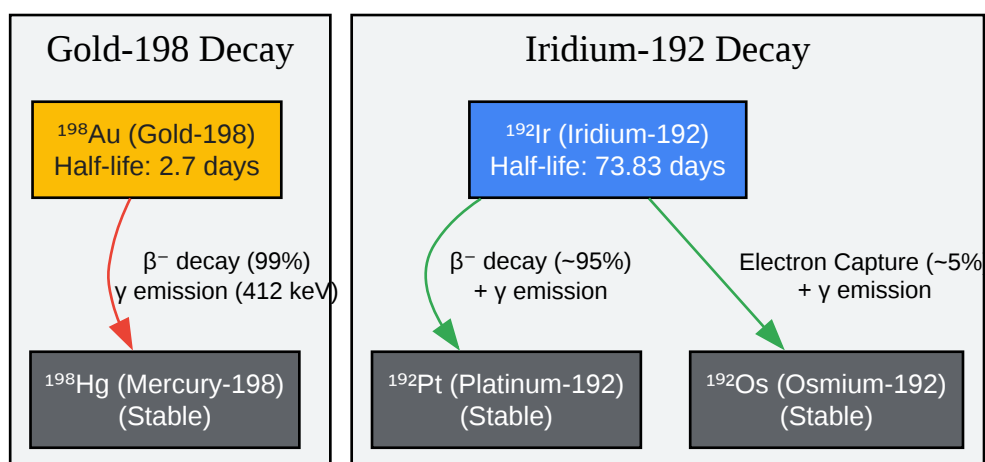 Gold-198 Decay
¹⁹⁸Au (Gold-198)
Half-life: 2.7 days
β⁻ decay (99%)
γ emission (412 keV)
¹⁹⁸Hg (Mercury-198)
(Stable)
Iridium-192 Decay
¹⁹²Ir (Iridium-192)
Half-life: 73.83 days
β⁻ decay (~95%)
+ γ emission
Electron Capture (~5%
+ γ emission
¹⁹²Pt (Platinum-192)
(Stable)
¹⁹²Os (Osmium-192)
(Stable)